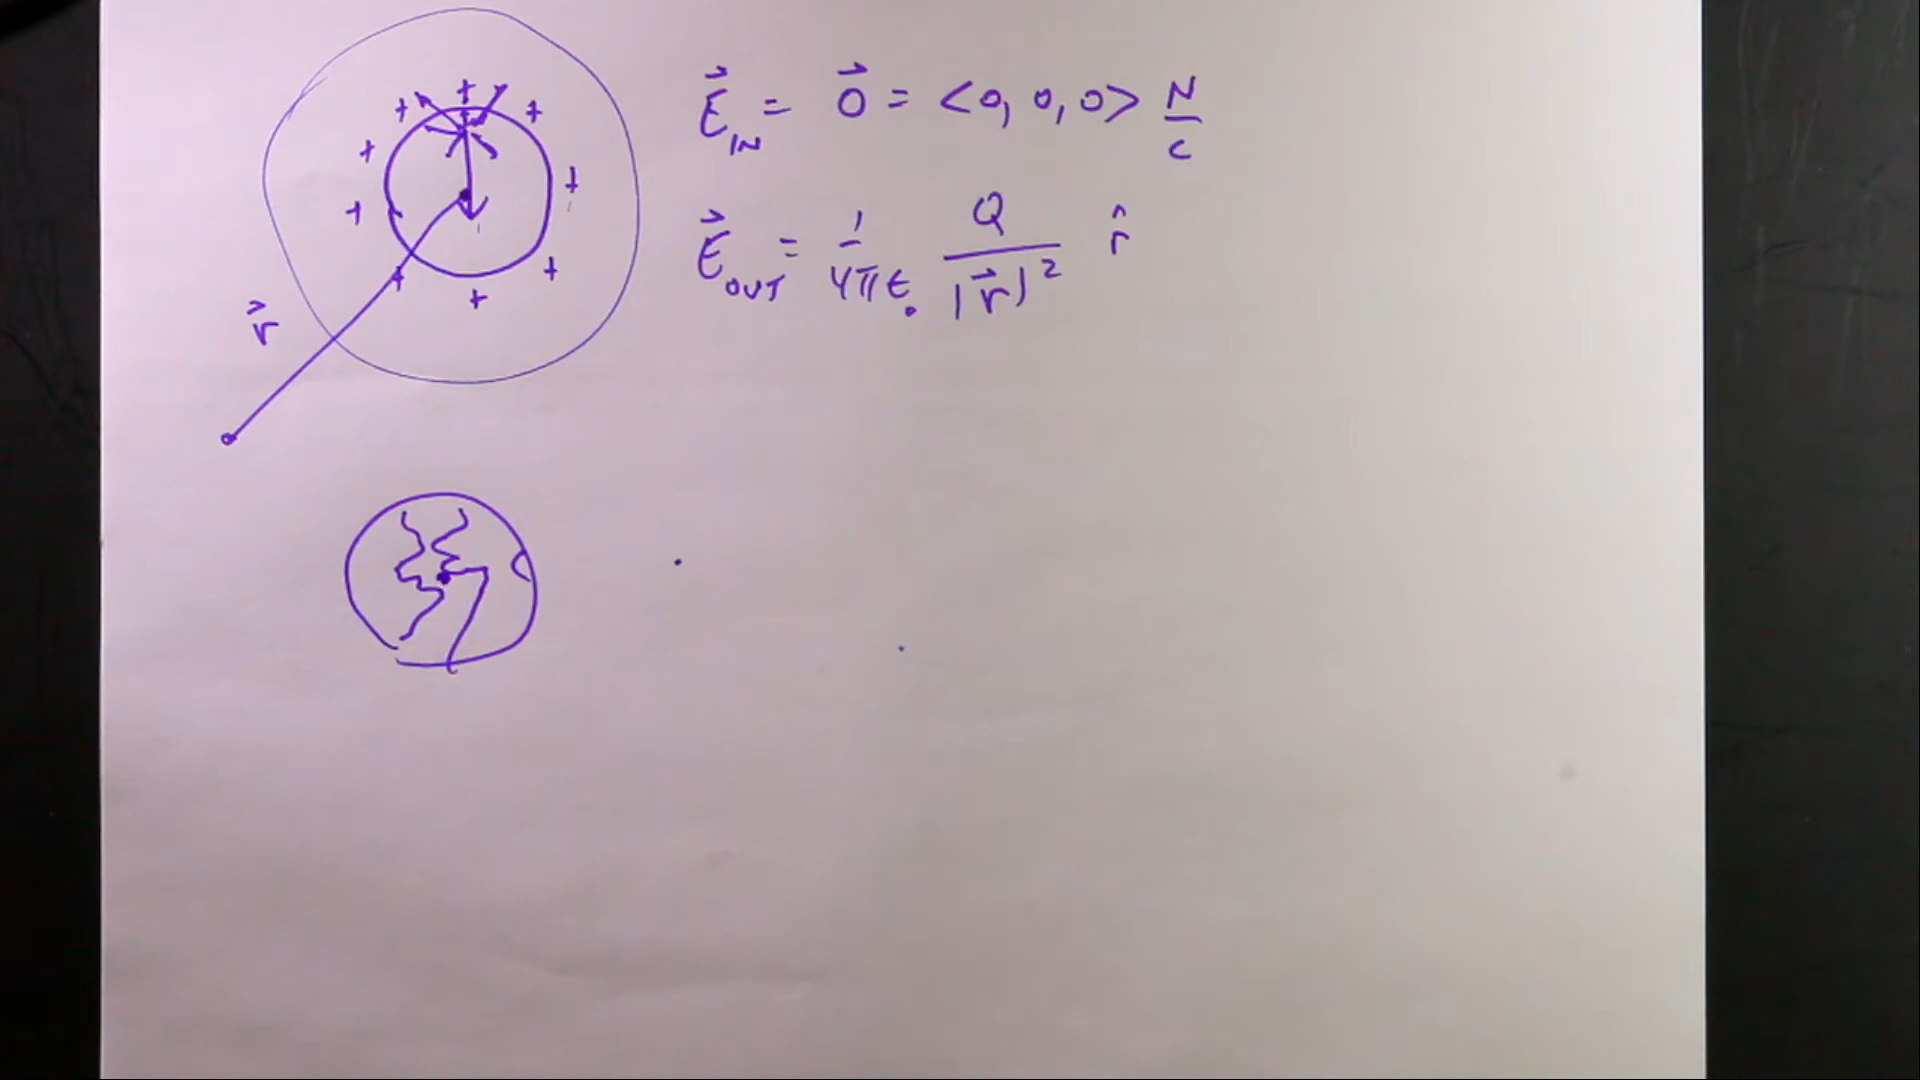 + + + + + + + + + +
E⃗_IN = 0⃗ = <0, 0, 0> N/C
E⃗_OUT = 1/4πε₀ Q/|r⃗|² r̂
r⃗